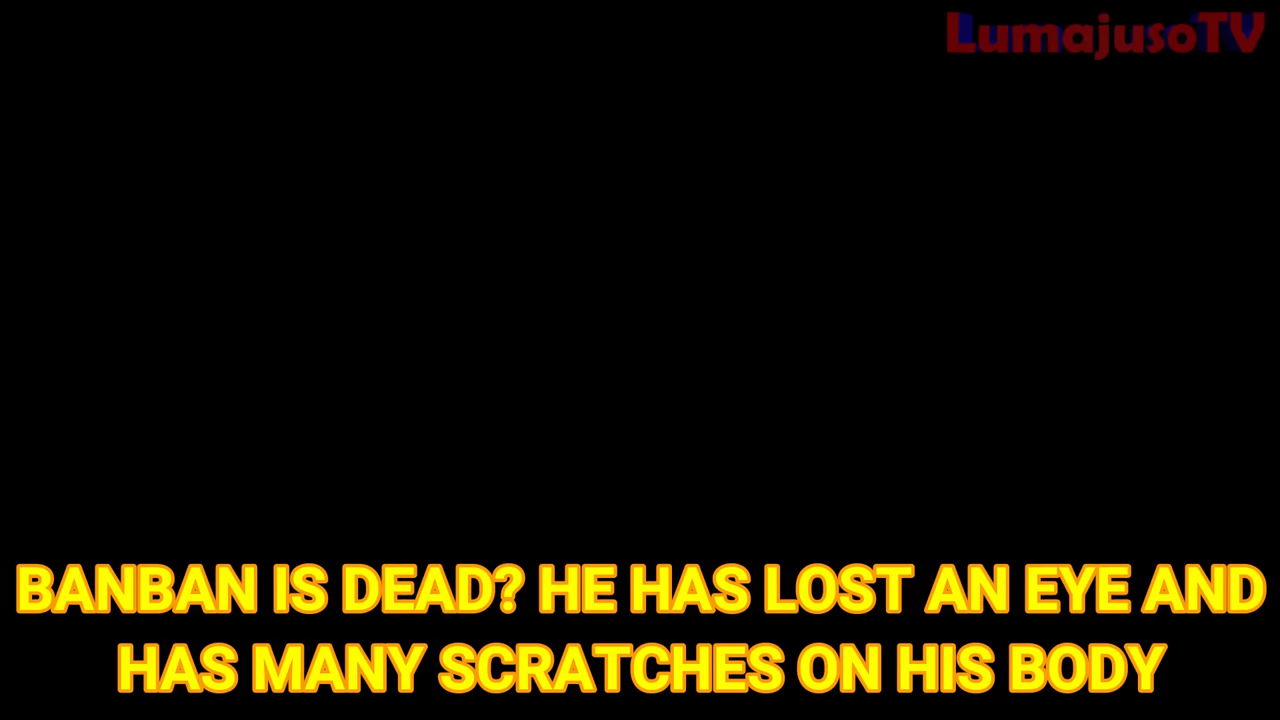 LumajusoTV
BANBAN IS DEAD? HE HAS LOST AN EYE AND
HAS MANY SCRATCHES ON HIS BODY